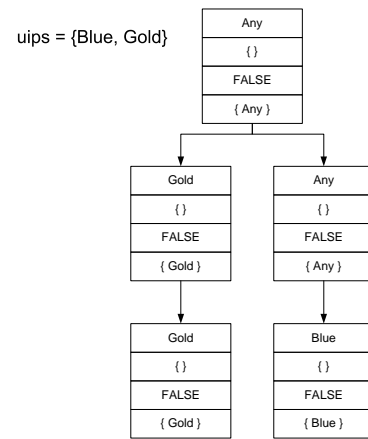 uips = {Blue, Gold}
Any
{ }
FALSE
{ Any }
Gold
{ }
FALSE
{ Gold }
Any
{ }
FALSE
{ Any }
Gold
{ }
FALSE
{ Gold }
Blue
{ }
FALSE
{ Blue }